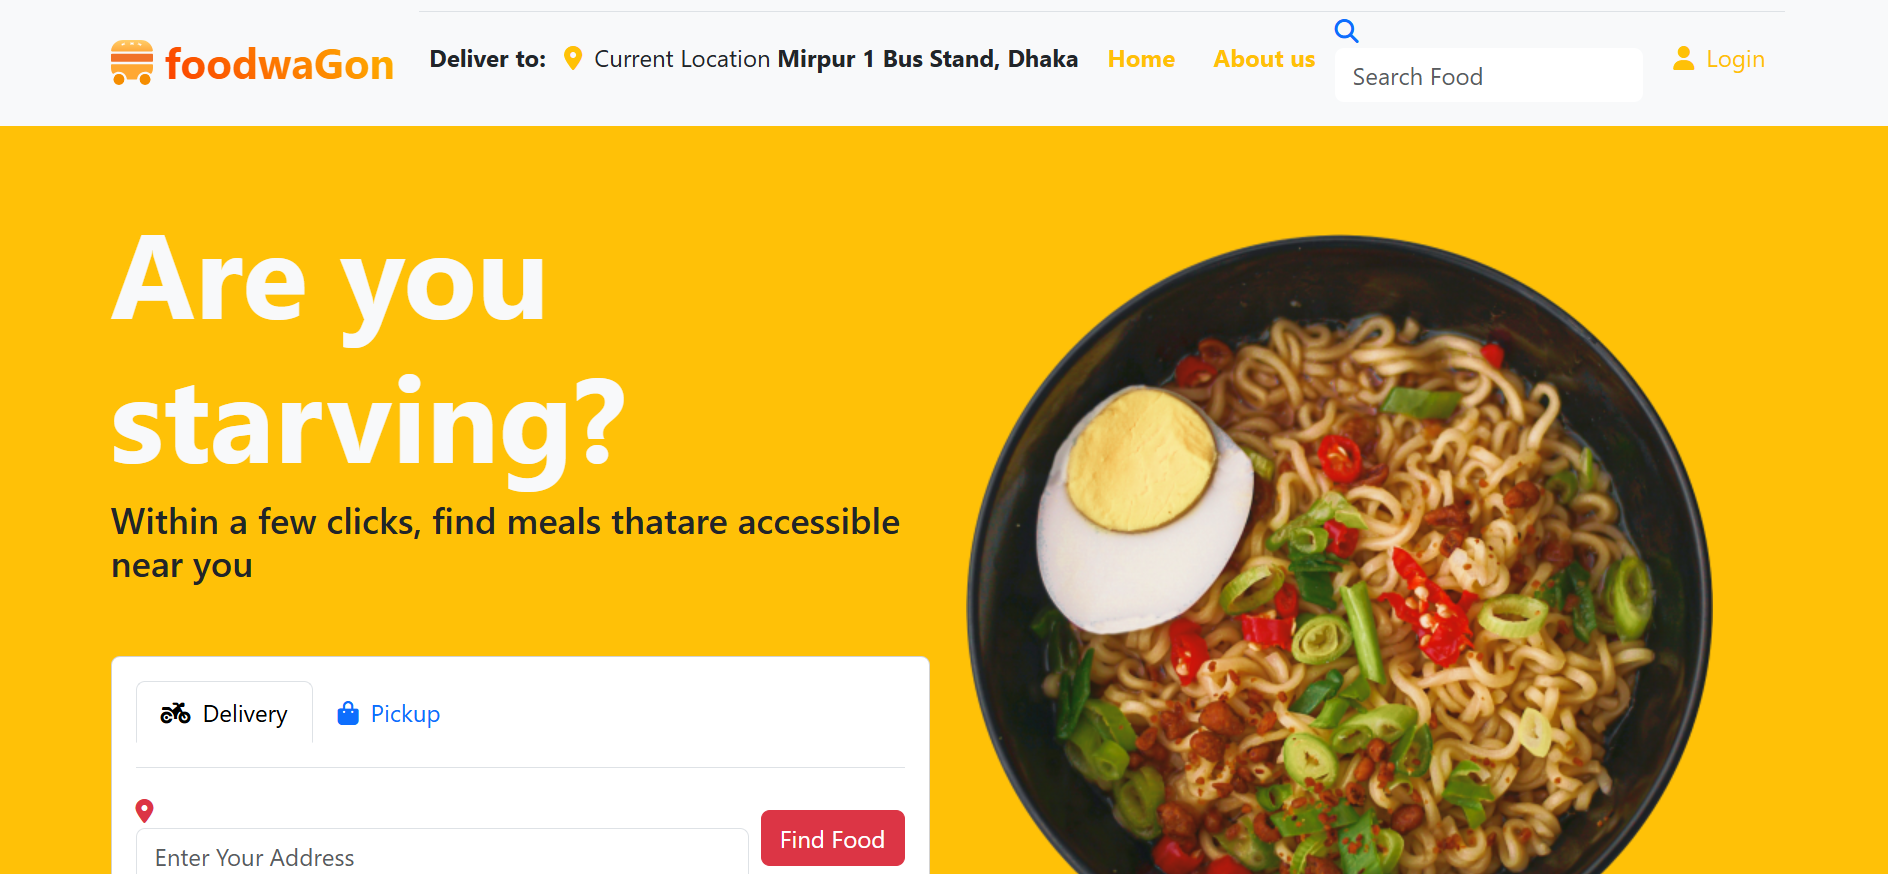 foodwaGon
Deliver to: Current Location Mirpur 1 Bus Stand, Dhaka
Home
About us
Search Food
Login
Are you
starving?
Within a few clicks, find meals thatare accessible
near you
Delivery
Pickup
Enter Your Address
Find Food